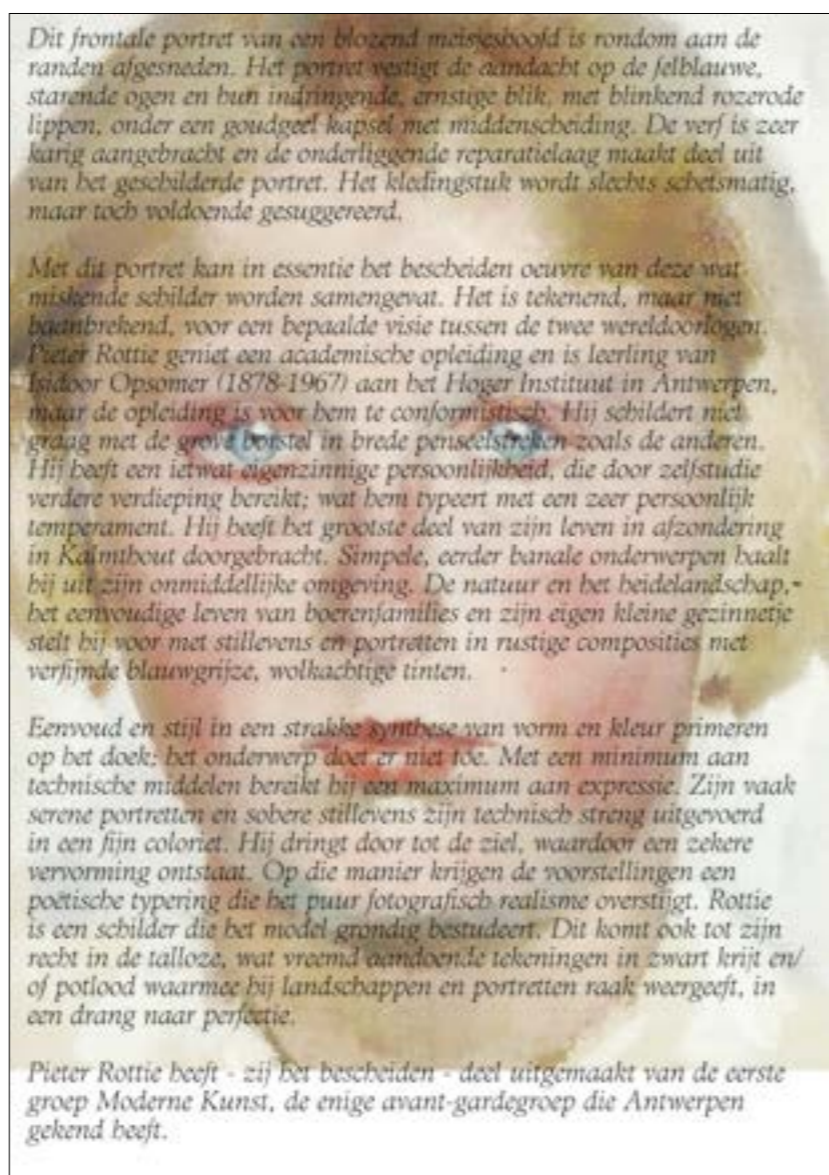 Dit frontale portret van een blozend meisjeshoofd is rondom aan de
randen afgesneden. Het portret vestigt de aandacht op de felblauwe,
starende ogen en hun indringende, ernstige blik, met blinkend rozerode
lippen, onder een goudgeel kapsel met middenscheiding. De verf is zeer
karig aangebracht en de onderliggende reparatielaag maakt deel uit
van het geschilderde portret. Het kledingstuk wordt slechts schetsmatig,
maar toch voldoende gesuggereerd.

Met dit portret kan in essentie het bescheiden oeuvre van deze wat
miskende schilder worden samengevat. Het is tekenend, maar niet
baanbrekend, voor een bepaalde visie tussen de twee wereldoorlogen.
Pieter Rottie geniet een academische opleiding en is leerling van
Isidoor Opsomer (1878-1967) aan het Hoger Instituut in Antwerpen,
maar de opleiding is voor hem te conformistisch. Hij schildert niet
graag met de grove borstel in brede penseelstreken zoals de anderen.
Hij heeft een ietwat eigenzinnige persoonlijkheid, die door zelfstudie
verdere verdieping bereikt; wat hem typeert met een zeer persoonlijk
temperament. Hij heeft het grootste deel van zijn leven in afzondering
in Kalmthout doorgebracht. Simpele, eerder banale onderwerpen haalt
hij uit zijn onmiddellijke omgeving. De natuur en het heidelandschap,
het eenvoudige leven van boerenfamilies en zijn eigen kleine gezinnetje
stelt hij voor met stillevens en portretten in rustige composities met
verfijnde blauwgrijze, wolkachtige tinten.

Eenvoud en stijl in een strakke synthese van vorm en kleur primeren
op het doek; het onderwerp doet er niet toe. Met een minimum aan
technische middelen bereikt hij een maximum aan expressie. Zijn vaak
serene portretten en sobere stillevens zijn technisch streng uitgevoerd
in een fijn coloriet. Hij dringt door tot de ziel, waardoor een zekere
vervorming ontstaat. Op die manier krijgen de voorstellingen een
poëtische typering die het puur fotografisch realisme overstijgt. Rottie
is een schilder die het model grondig bestudeert. Dit komt ook tot zijn
recht in de talloze, wat vreemd aandoende tekeningen in zwart krijt en/
of potlood waarmee hij landschappen en portretten raak weergeeft, in
een drang naar perfectie.

Pieter Rottie heeft - zij het bescheiden - deel uitgemaakt van de eerste
groep Moderne Kunst, de enige avant-gardegroep die Antwerpen
gekend heeft.